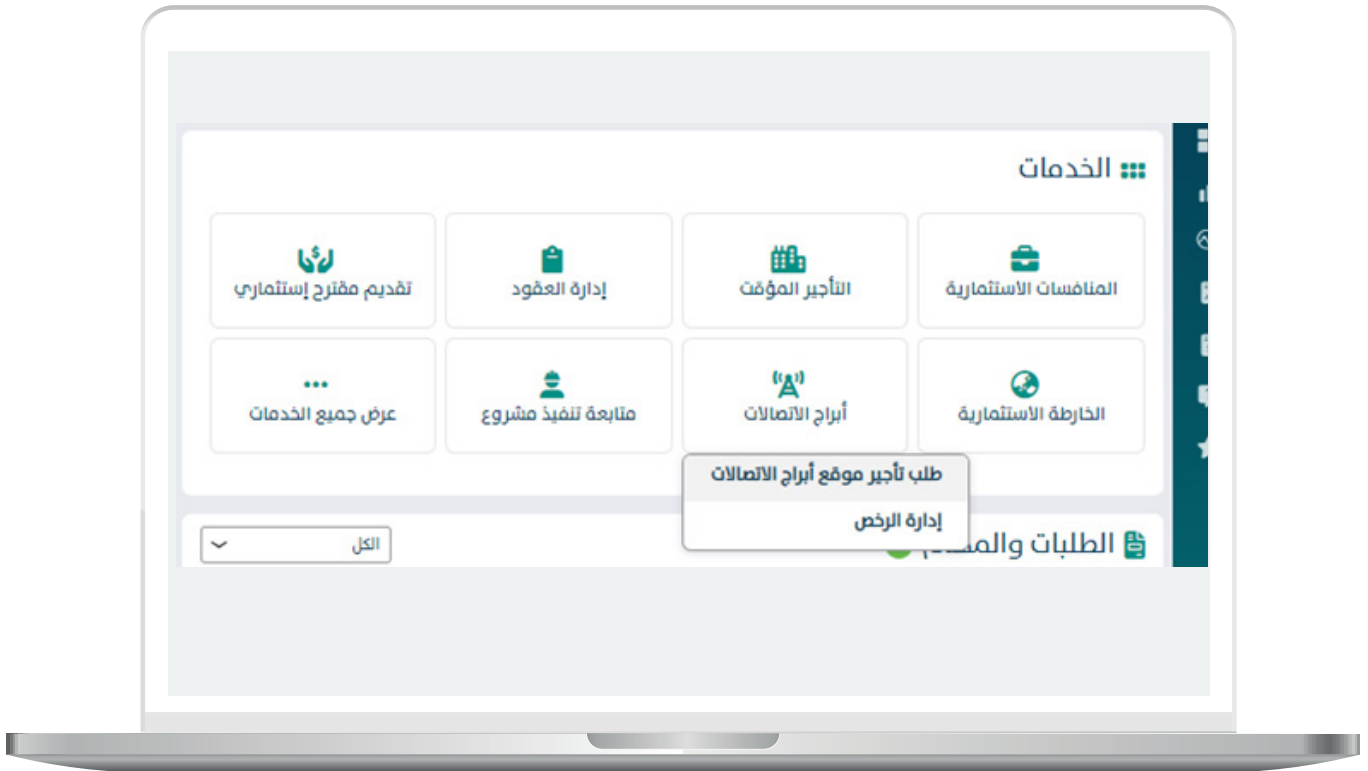 الخدمات
المنافسات الاستثمارية
التأجير المؤقت
إدارة العقود
تقديم مقترح إستثماري
الخارطة الاستثمارية
أبراج الاتصالات
متابعة تنفيذ مشروع
عرض جميع الخدمات
طلب تأجير موقع أبراج الاتصالات
إدارة الرخص
الطلبات
الكل